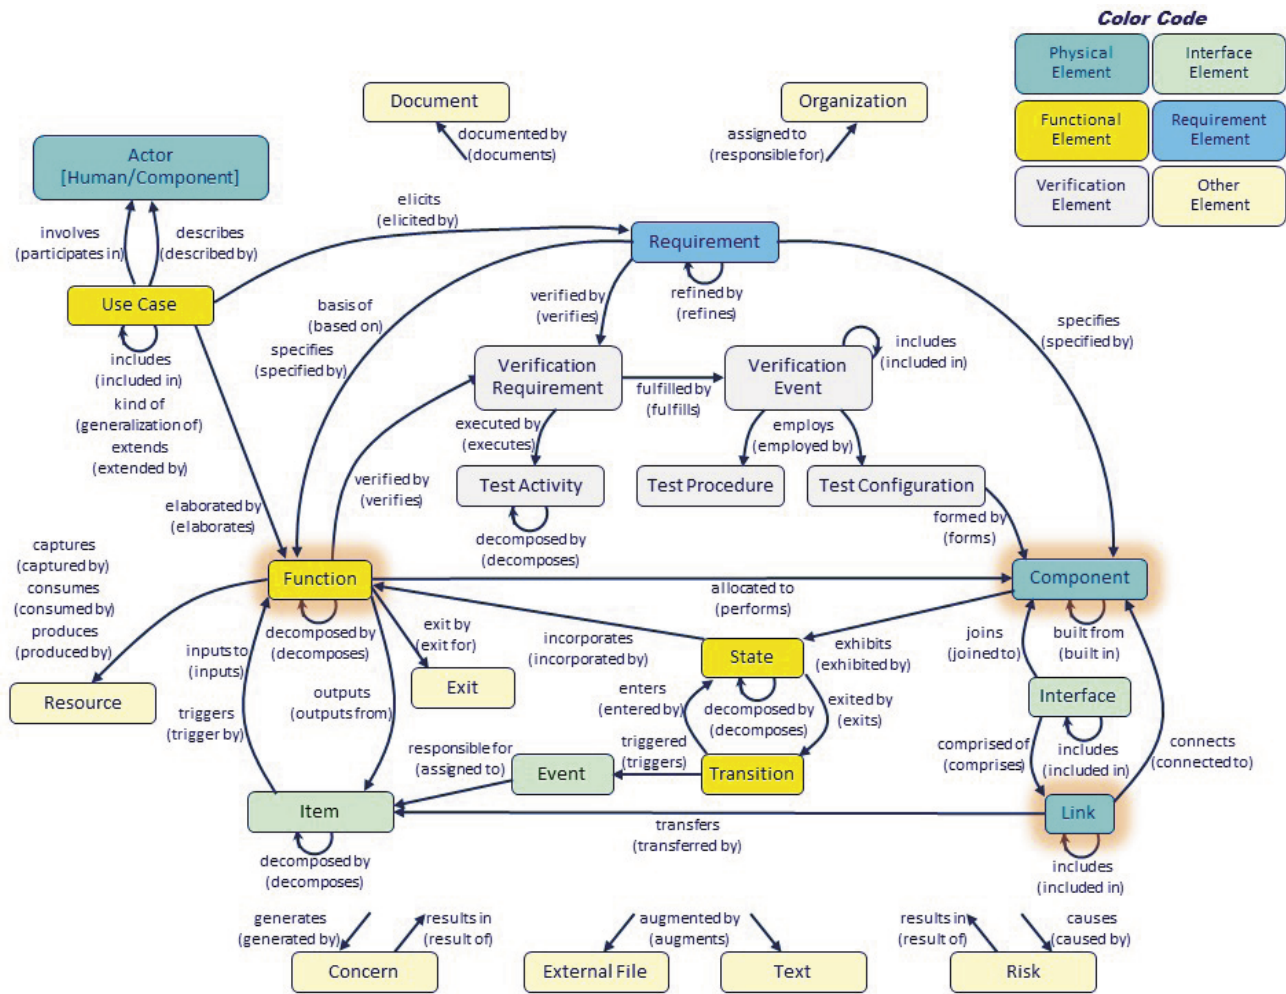 Color Code
Physical
Element
Interface
Element
Functional
Element
Requirement
Element
Verification
Element
Other
Element
Document
documented by
(documents)
Organization
assigned to
(responsible for)
Actor
[Human/Component]
involves
(participates in)
describes
(described by)
elicits
(elicited by)
Requirement
refined by
(refines)
Use Case
includes
(included in)
kind of
(generalization of)
extends
(extended by)
basis of
(based on)
specifies
(specified by)
verified by
(verifies)
specifies
(specified by)
Verification
Requirement
fulfilled by
(fulfills)
Verification
Event
includes
(included in)
executed by
(executes)
employs
(employed by)
verified by
(verifies)
Test Activity
decomposed by
(decomposes)
Test Procedure
Test Configuration
formed by
(forms)
elaborated by
(elaborates)
captures
(captured by)
consumes
(consumed by)
produces
(produced by)
Function
decomposed by
(decomposes)
allocated to
(performs)
Component
built from
(built in)
joins
(joined to)
exit by
(exit for)
incorporates
(incorporated by)
State
decomposed by
(decomposes)
exhibits
(exhibited by)
exited by
(exits)
enters
(entered by)
inputs to
(inputs)
outputs
(outputs from)
Exit
Resource
triggers
(trigger by)
Interface
includes
(included in)
comprised of
(comprises)
connects
(connected to)
responsible for
(assigned to)
Event
triggered
(triggers)
Transition
Item
decomposed by
(decomposes)
transfers
(transferred by)
Link
includes
(included in)
generates
(generated by)
results in
(result of)
Concern
augmented by
(augments)
External File
Text
results in
(result of)
causes
(caused by)
Risk